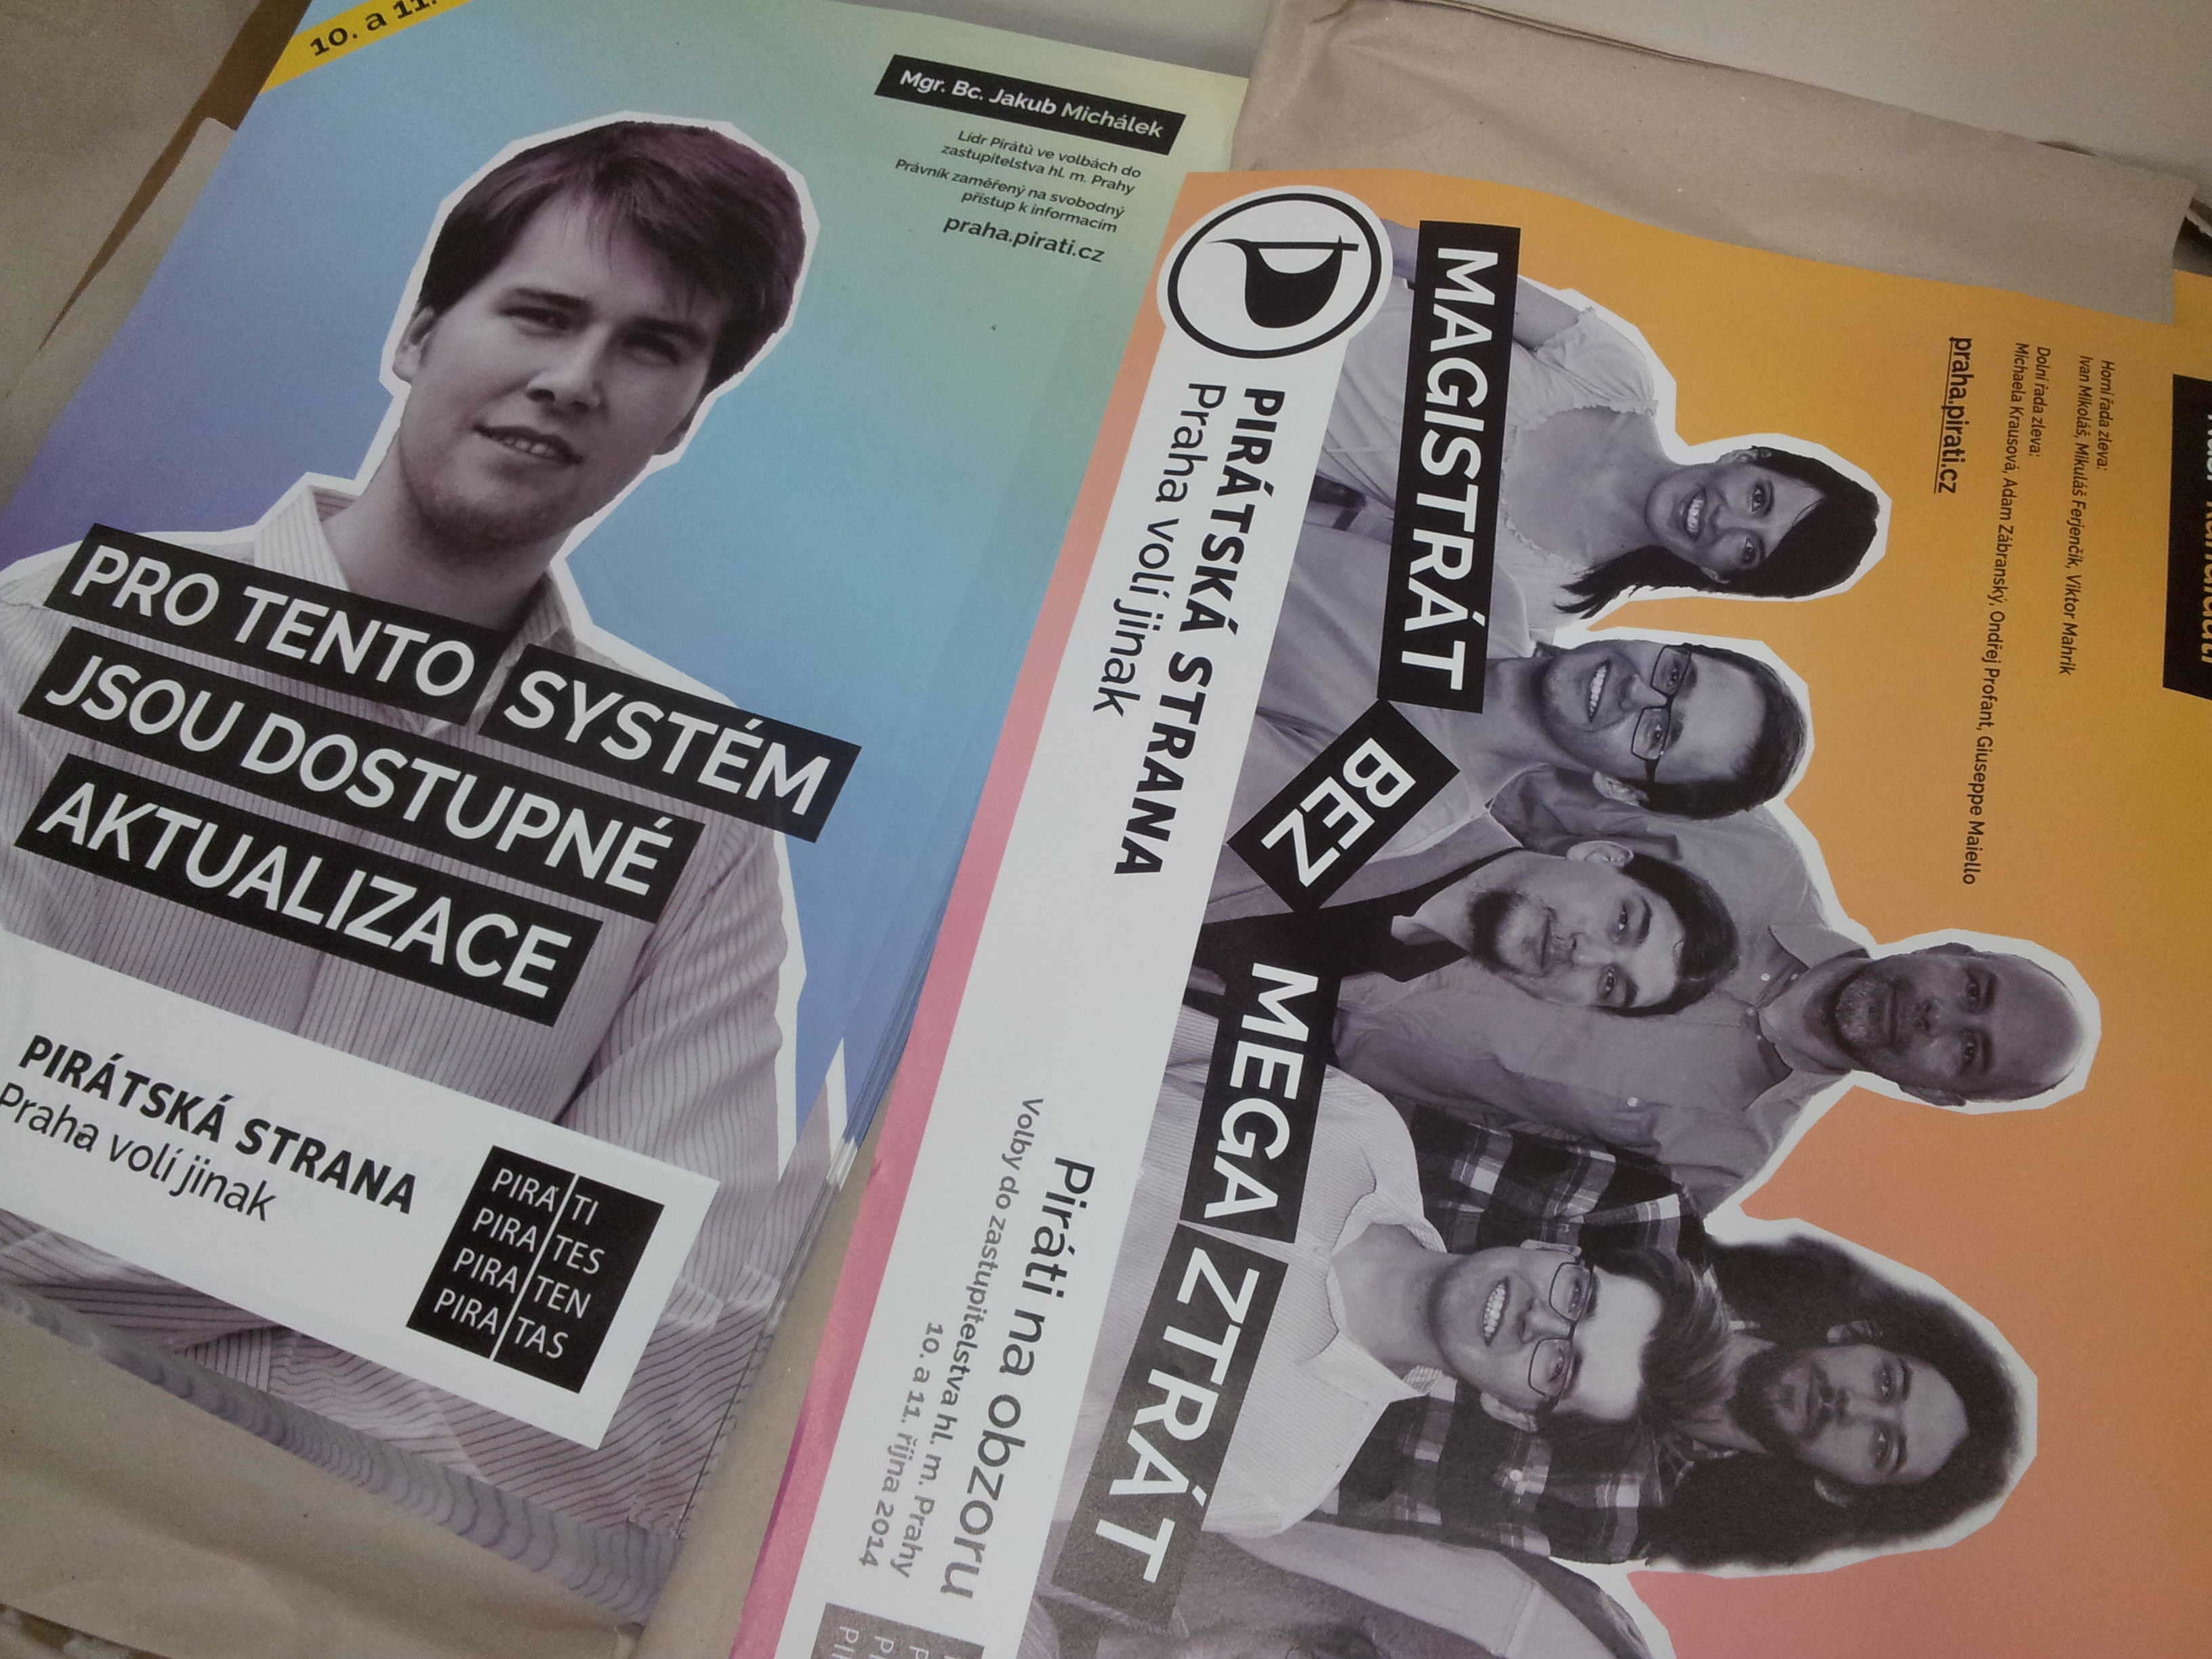 10. a 11.
Mgr. Bc. Jakub Michálek
Lídr Pirátů ve volbách do
zastupitelstva hl. m. Prahy
Právník zaměřený na svobodný
přístup k informacím
praha.pirati.cz
PRO TENTO SYSTÉM
JSOU DOSTUPNÉ
AKTUALIZACE
PIRÁTSKÁ STRANA
Praha volí jinak
PIRÁTI
PIRATES
PIRATEN
PIRATAS
Horní řada zleva:
Ivan Mikoláš, Mikuláš Ferjenčík, Viktor Mahrik
Dolní řada zleva:
Michaela Krausová, Adam Zábranský, Ondřej Profant, Giuseppe Maiello
praha.pirati.cz
MAGISTRÁT
BEZ
MEGA ZTRÁT
PIRÁTSKÁ STRANA
Praha volí jinak
Piráti na obzoru
Volby do zastupitelstva hl. m. Prahy
10. a 11. října 2014